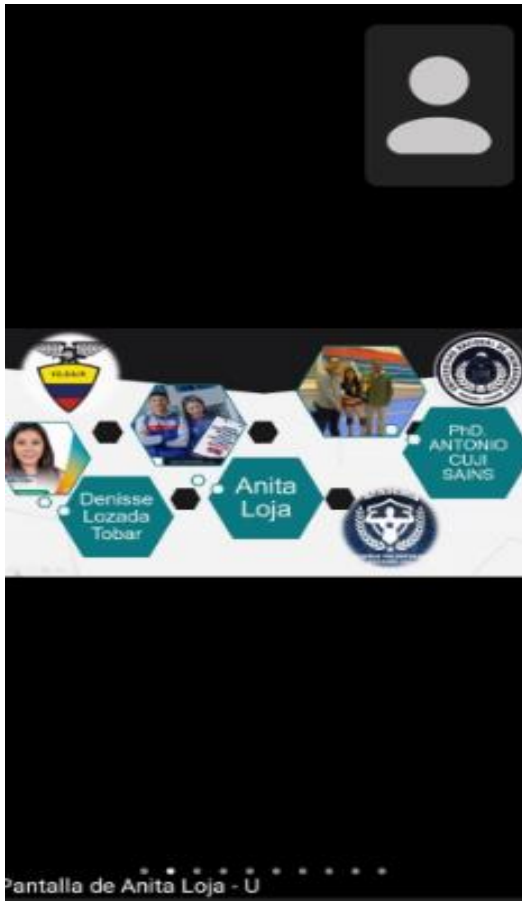 Denisse
Lozada
Tobar
Anita
Loja
PhD.
ANTONIO
CUJI
SAINS
Pantalla de Anita Loja - U